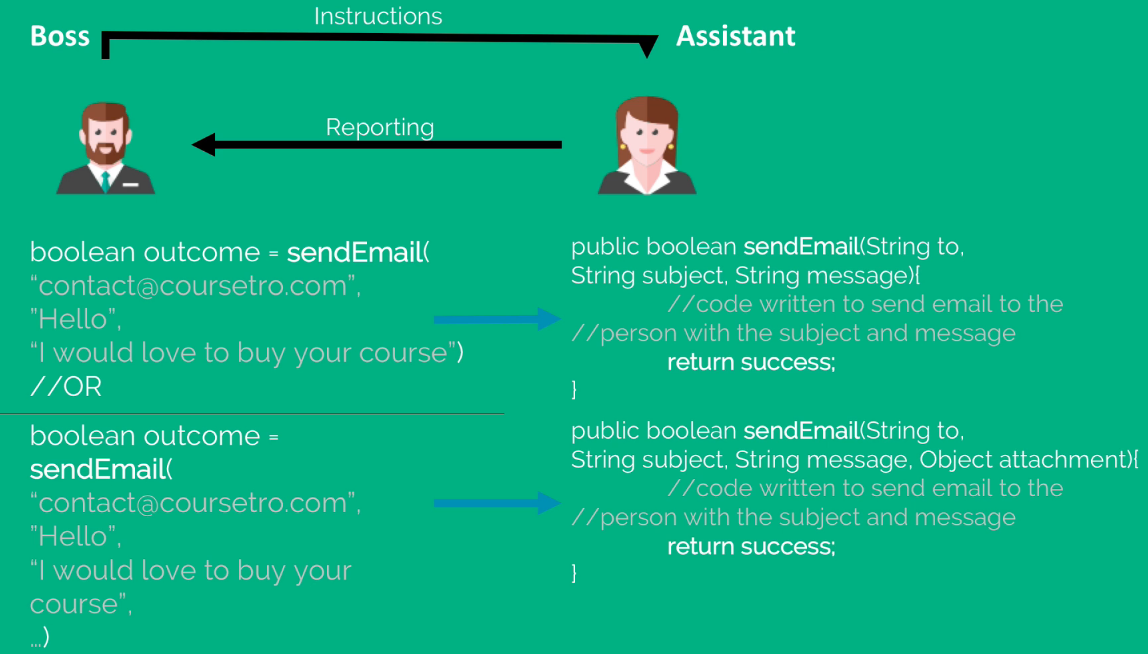 Instructions
Boss
Assistant
Reporting
boolean outcome = sendEmail(
“contact@coursetro.com”,
”Hello”,
“I would love to buy your course”)
//OR
public boolean sendEmail(String to,
String subject, String message){
//code written to send email to the
//person with the subject and message
return success;
}
boolean outcome =
sendEmail(
“contact@coursetro.com”,
”Hello”,
“I would love to buy your
course”,
...)
public boolean sendEmail(String to,
String subject, String message, Object attachment){
//code written to send email to the
//person with the subject and message
return success;
}